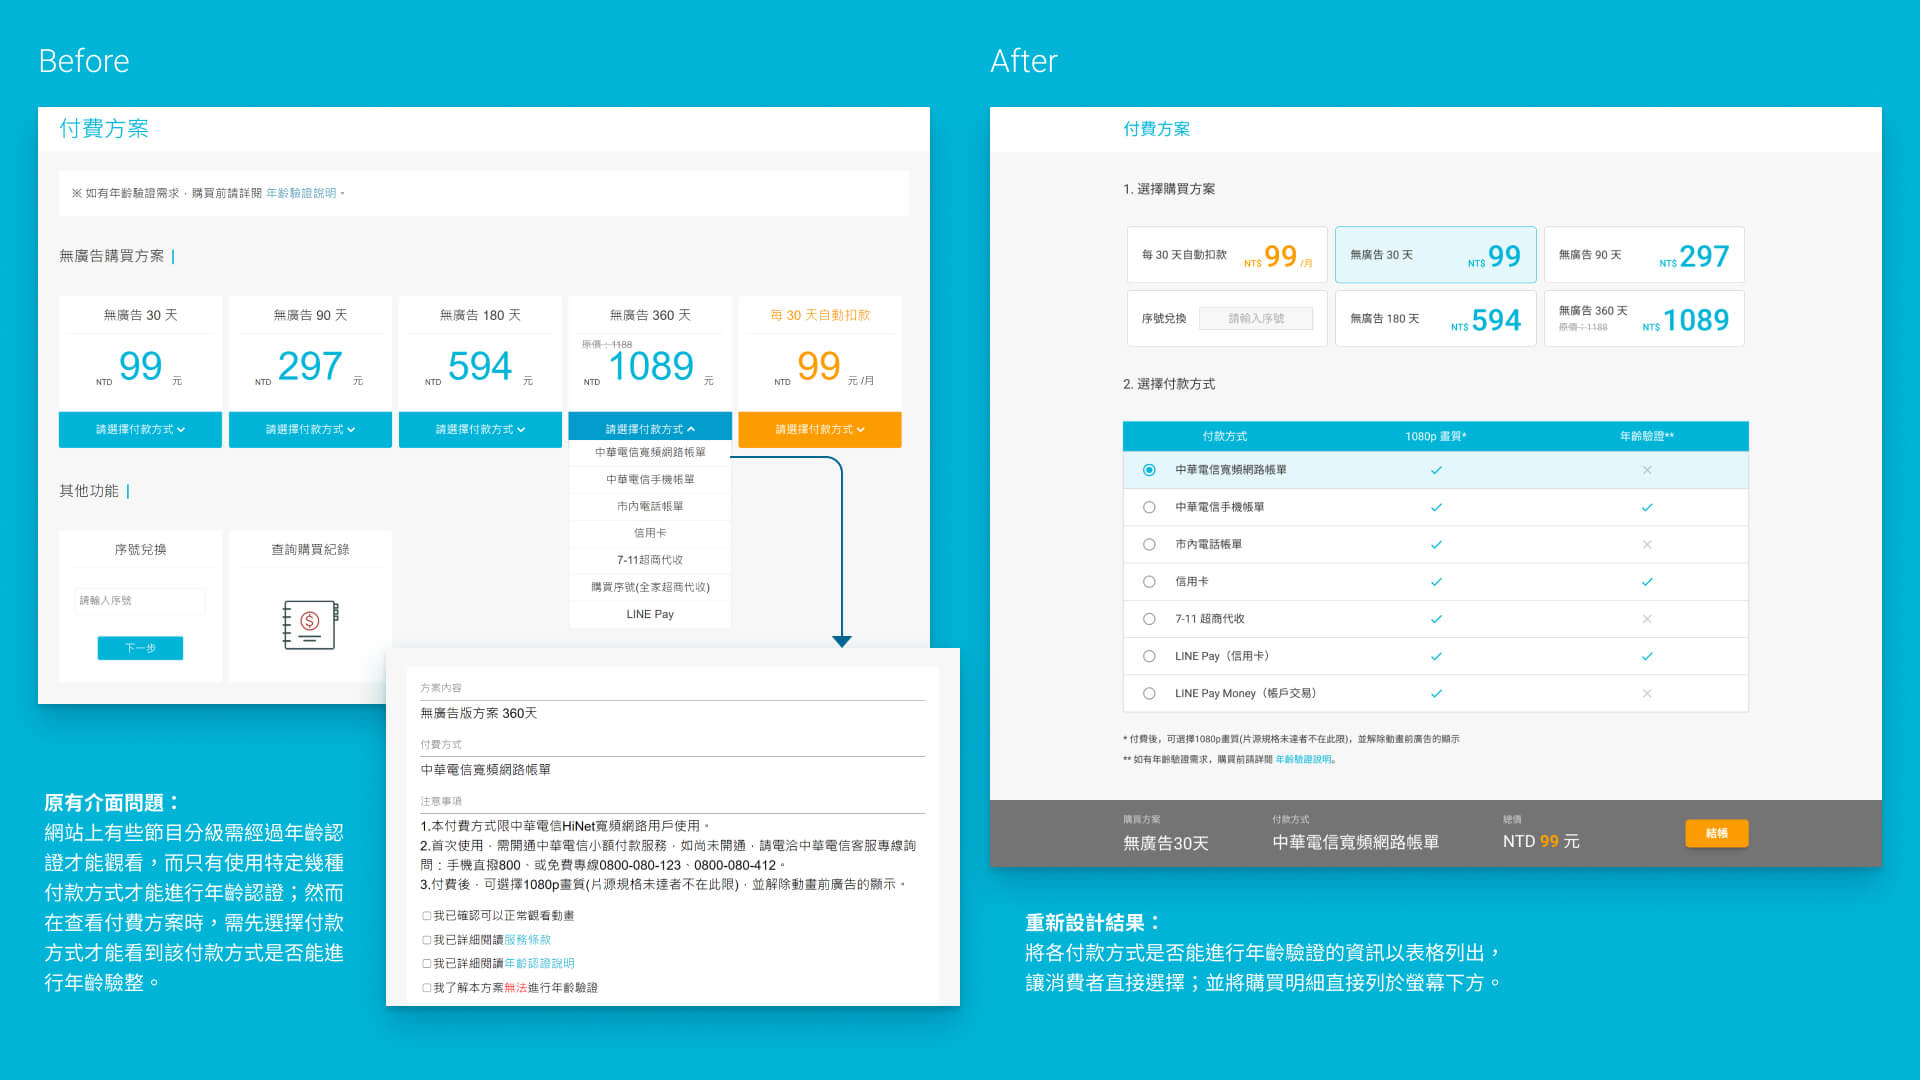 Before
付費方案
※ 如有年齡驗證需求，購買前請詳閱 年齡驗證說明。
無廣告購買方案
無廣告 30 天
NTD 99 元
請選擇付款方式
無廣告 90 天
NTD 297 元
請選擇付款方式
無廣告 180 天
NTD 594 元
請選擇付款方式
無廣告 360 天
原價：1188
NTD 1089 元
請選擇付款方式
中華電信寬頻網路帳單
中華電信手機帳單
市內電話帳單
信用卡
7-11超商代收
購買序號(全家超商代收)
LINE Pay
每 30 天自動扣款
NTD 99 元 /月
請選擇付款方式
其他功能
序號兌換
請輸入序號
下一步
查詢購買紀錄
$
方案內容
無廣告版方案 360天
付費方式
中華電信寬頻網路帳單
注意事項
1.本付費方式限中華電信HiNet寬頻網路用戶使用。
2.首次使用，需開通中華電信小額付款服務，如尚未開通，請電洽中華電信客服專線詢
問：手機直撥800、或免費專線0800-080-123、0800-080-412。
3.付費後，可選擇1080p畫質(片源規格未達者不在此限)，並解除動畫前廣告的顯示。
我已確認可以正常觀看動畫
我已詳細閱讀服務條款
我已詳細閱讀年齡認證說明
我了解本方案無法進行年齡驗證
原有介面問題：
網站上有些節目分級需經過年齡認
證才能觀看，而只有使用特定幾種
付款方式才能進行年齡認證；然而
在查看付費方案時，需先選擇付款
方式才能看到該付款方式是否能進
行年齡驗整。
After
付費方案
1. 選擇購買方案
每 30 天自動扣款 NT$ 99 /月
無廣告 30 天 NT$ 99
無廣告 90 天 NT$ 297
序號兌換 請輸入序號
無廣告 180 天 NT$ 594
無廣告 360 天
原價：1188
NT$ 1089
2. 選擇付款方式
付款方式 1080p 畫質* 年齡驗證**
中華電信寬頻網路帳單
中華電信手機帳單
市內電話帳單
信用卡
7-11 超商代收
LINE Pay（信用卡）
LINE Pay Money（帳戶交易）
* 付費後，可選擇1080p畫質(片源規格未達者不在此限)，並解除動畫前廣告的顯示
** 如有年齡驗證需求，購買前請詳閱 年齡驗證說明。
購買方案
無廣告30天
付款方式
中華電信寬頻網路帳單
總價
NTD 99 元
結帳
重新設計結果：
將各付款方式是否能進行年齡驗證的資訊以表格列出，
讓消費者直接選擇；並將購買明細直接列於螢幕下方。